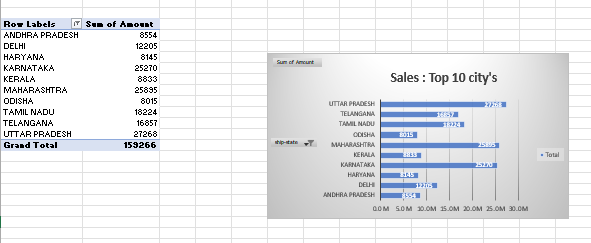 Row Labels Sum of Amount
ANDHRA PRADESH 8554
DELHI 12205
HARYANA 8145
KARNATAKA 25270
KERALA 8833
MAHARASHTRA 25895
ODISHA 8015
TAMIL NADU 18224
TELANGANA 16857
UTTAR PRADESH 27268
Grand Total 159266
Sum of Amount
Sales : Top 10 city's
UTTAR PRADESH 27268
TELANGANA 16857
TAMIL NADU 18224
ODISHA 8015
ship-state
MAHARASHTRA 25895
Total
KERALA 8833
KARNATAKA 25270
HARYANA 8145
DELHI 12205
ANDHRA PRADESH 8554
0.0 M 5.0 M 10.0 M 15.0 M 20.0 M 25.0 M 30.0 M